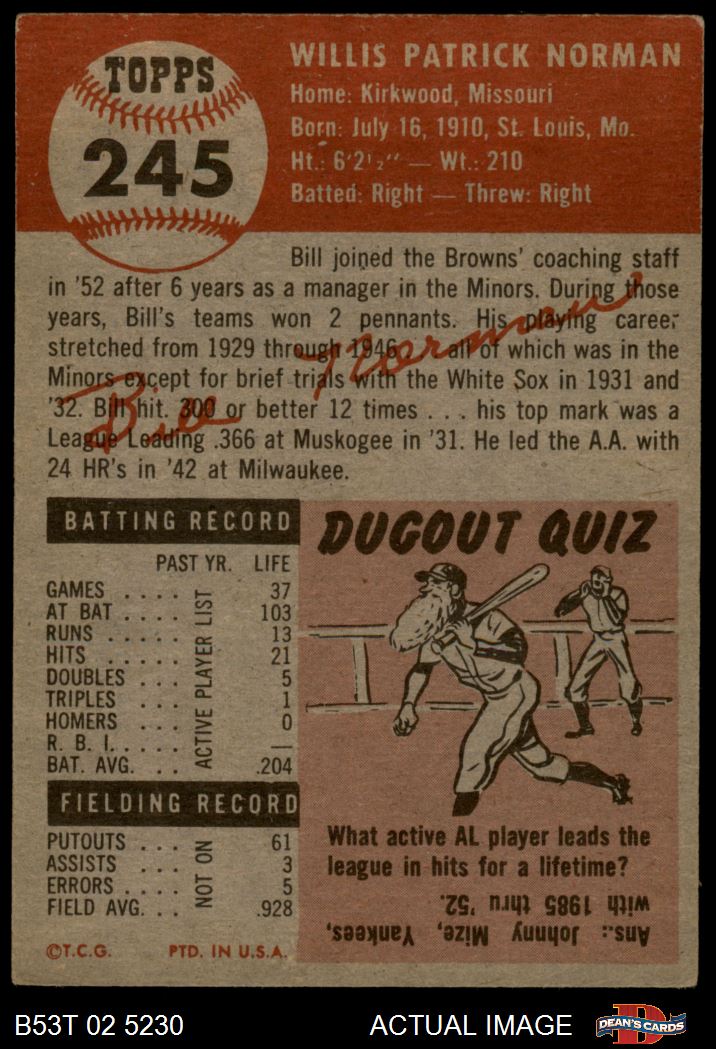 TOPPS
245
WILLIS PATRICK NORMAN
Home: Kirkwood, Missouri
Born: July 16, 1910, St. Louis, Mo.
Ht.: 6'2½" — Wt.: 210
Batted: Right — Threw: Right
Bill joined the Browns' coaching staff
in '52 after 6 years as a manager in the Minors. During those
years, Bill's teams won 2 pennants. His playing career
stretched from 1929 through 1946 . . . all of which was in the
Minors except for brief trials with the White Sox in 1931 and
'32. Bill hit. 300 or better 12 times . . . his top mark was a
League Leading .366 at Muskogee in '31. He led the A.A. with
24 HR's in '42 at Milwaukee.
Bill Norman
BATTING RECORD
PAST YR. LIFE
GAMES . . . . 37
AT BAT . . . . 103
RUNS . . . . 13
HITS . . . . 21
DOUBLES . . . 5
TRIPLES . . . 1
HOMERS . . . 0
R. B. I. . . . . . —
BAT. AVG. . . . .204
NOT ON ACTIVE PLAYER LIST
FIELDING RECORD
PUTOUTS . . . . 61
ASSISTS . . . . 3
ERRORS . . . . 5
FIELD AVG. . . .928
NOT ON
©T.C.G. PTD. IN U.S.A.
DUGOUT QUIZ
What active AL player leads the
league in hits for a lifetime?
Ans.: Johnny Mize, Yankees,
with 1985 thru '52.
B53T 02 5230
ACTUAL IMAGE
D
DEAN'S CARDS